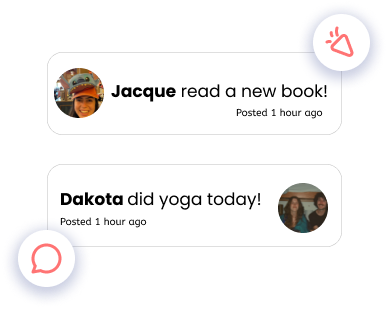 Jacque read a new book!
Posted 1 hour ago
Dakota did yoga today!
Posted 1 hour ago